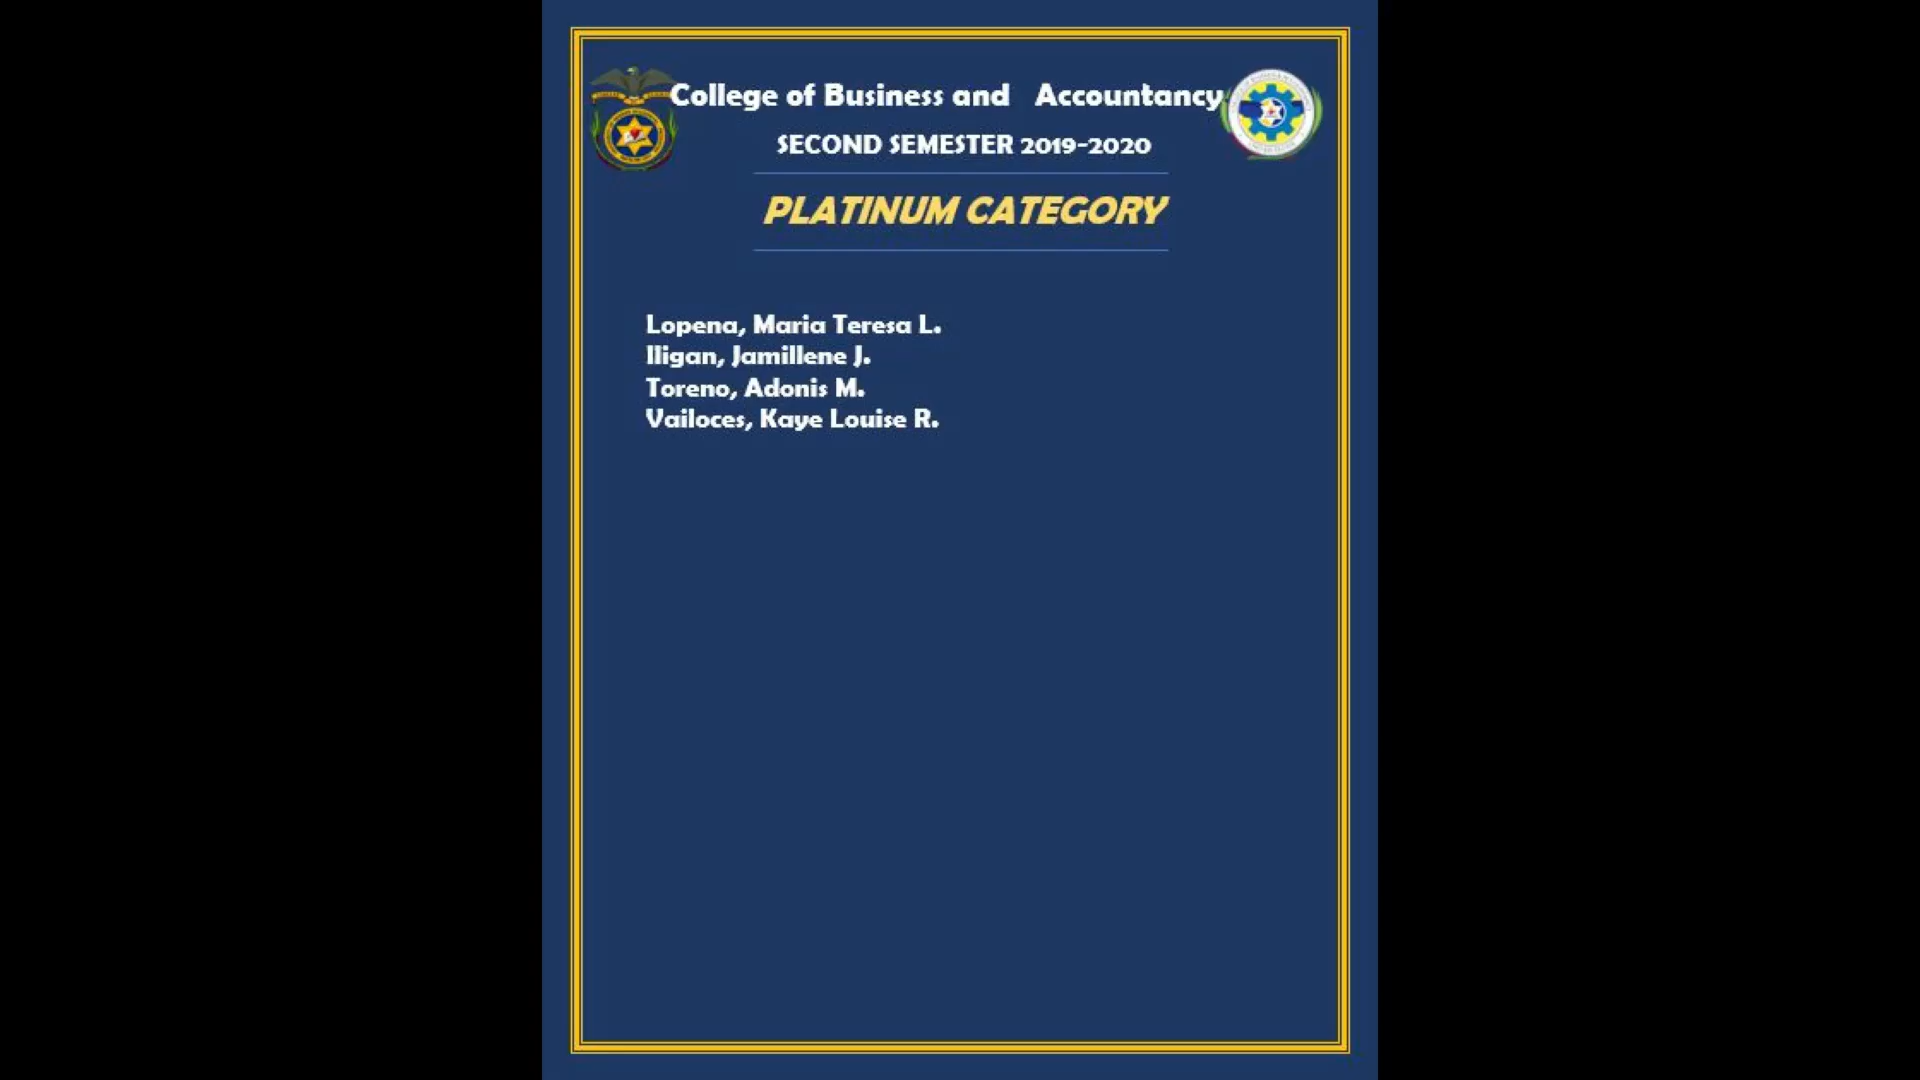 College of Business and Accountancy
SECOND SEMESTER 2019-2020
PLATINUM CATEGORY
Lopena, Maria Teresa L.
Iligan, Jamillene J.
Toreno, Adonis M.
Vailoces, Kaye Louise R.